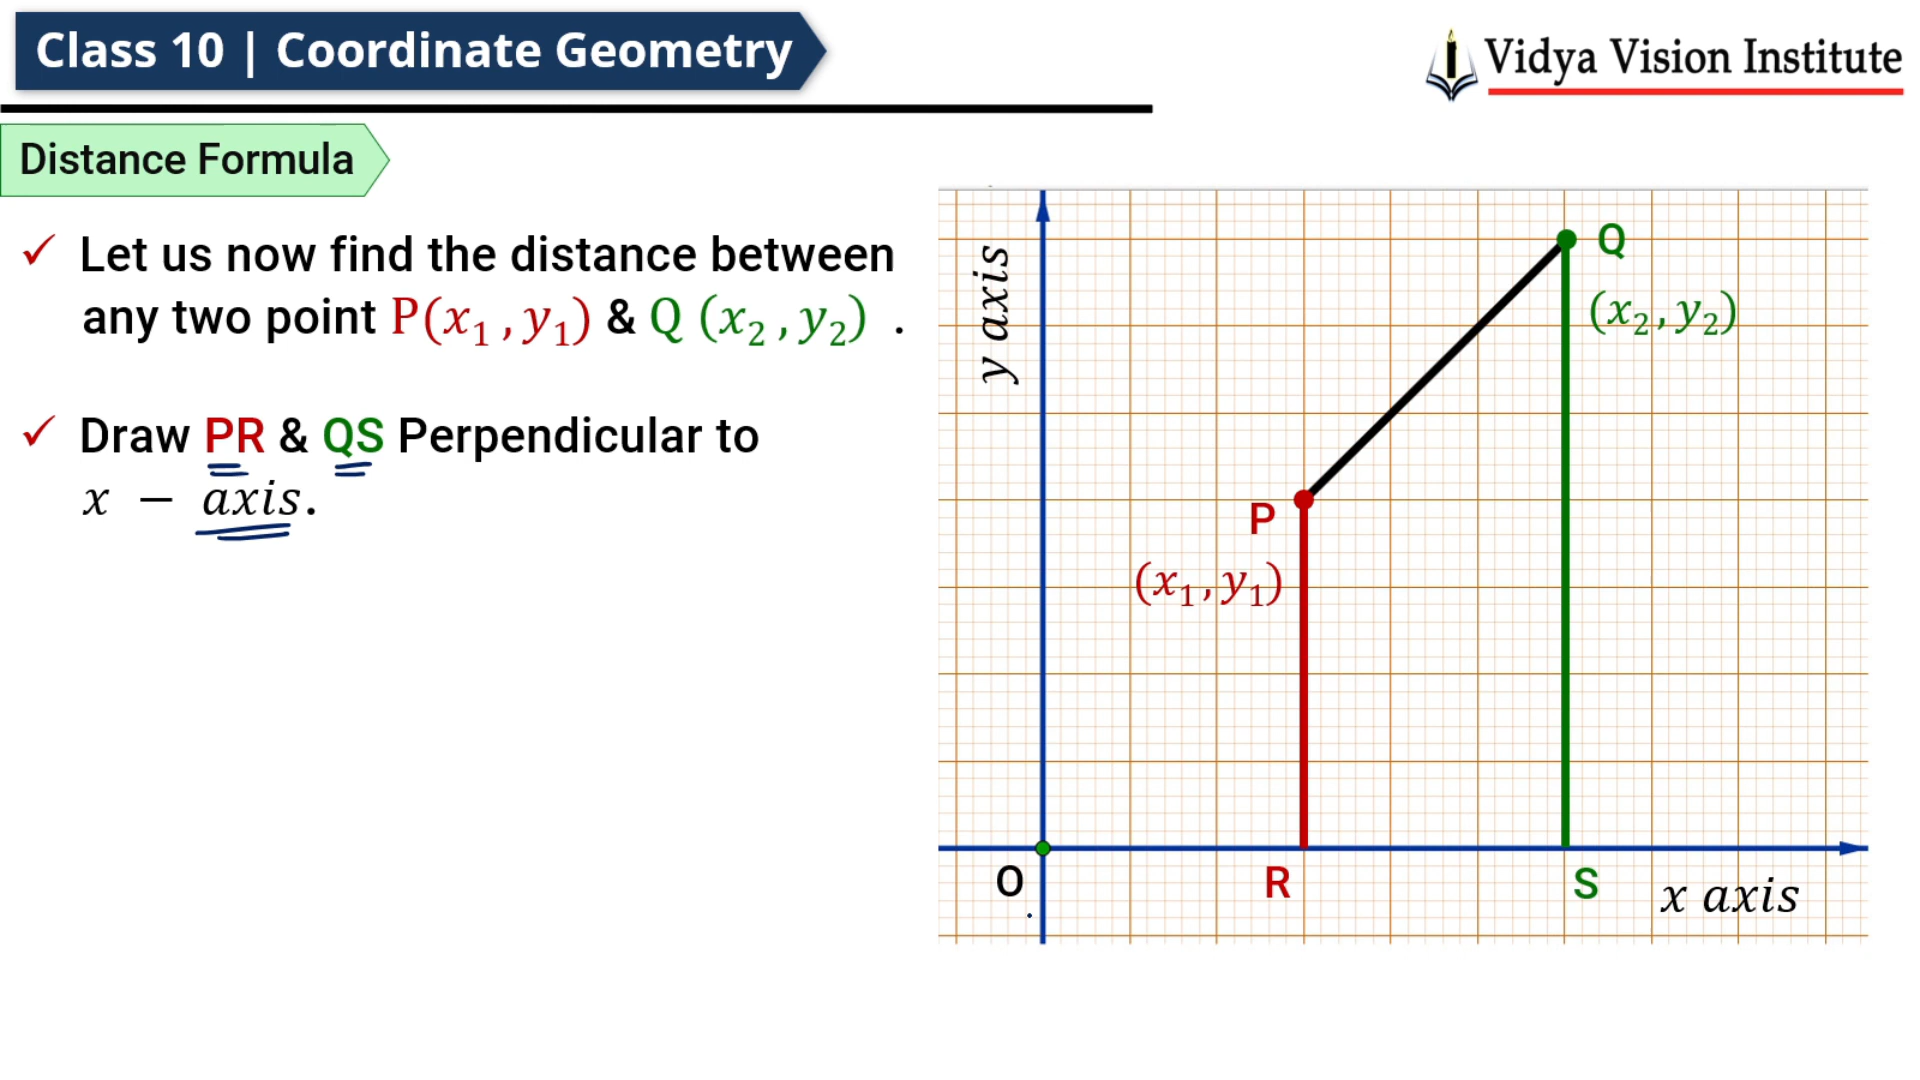 Class 10 | Coordinate Geometry
Vidya Vision Institute
Distance Formula
✓ Let us now find the distance between
any two point P(x₁ , y₁) & Q (x₂ , y₂) .
✓ Draw PR & QS Perpendicular to
x − axis.
y axis
Q
(x₂, y₂)
P
(x₁, y₁)
O
R
S
x axis